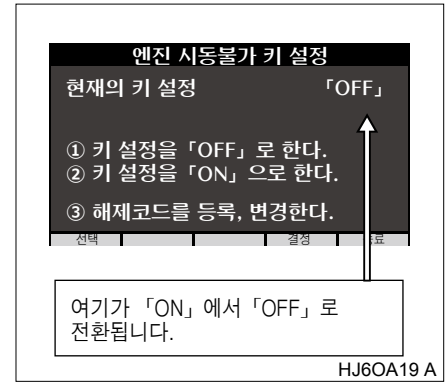 엔진 시동불가 키 설정
현재의 키 설정 「OFF」
① 키 설정을「OFF」로 한다.
② 키 설정을「ON」으로 한다.
③ 해제코드를 등록, 변경한다.
선택 결정
여기가 「ON」에서「OFF」로
전환됩니다.
HJ6OA19 A